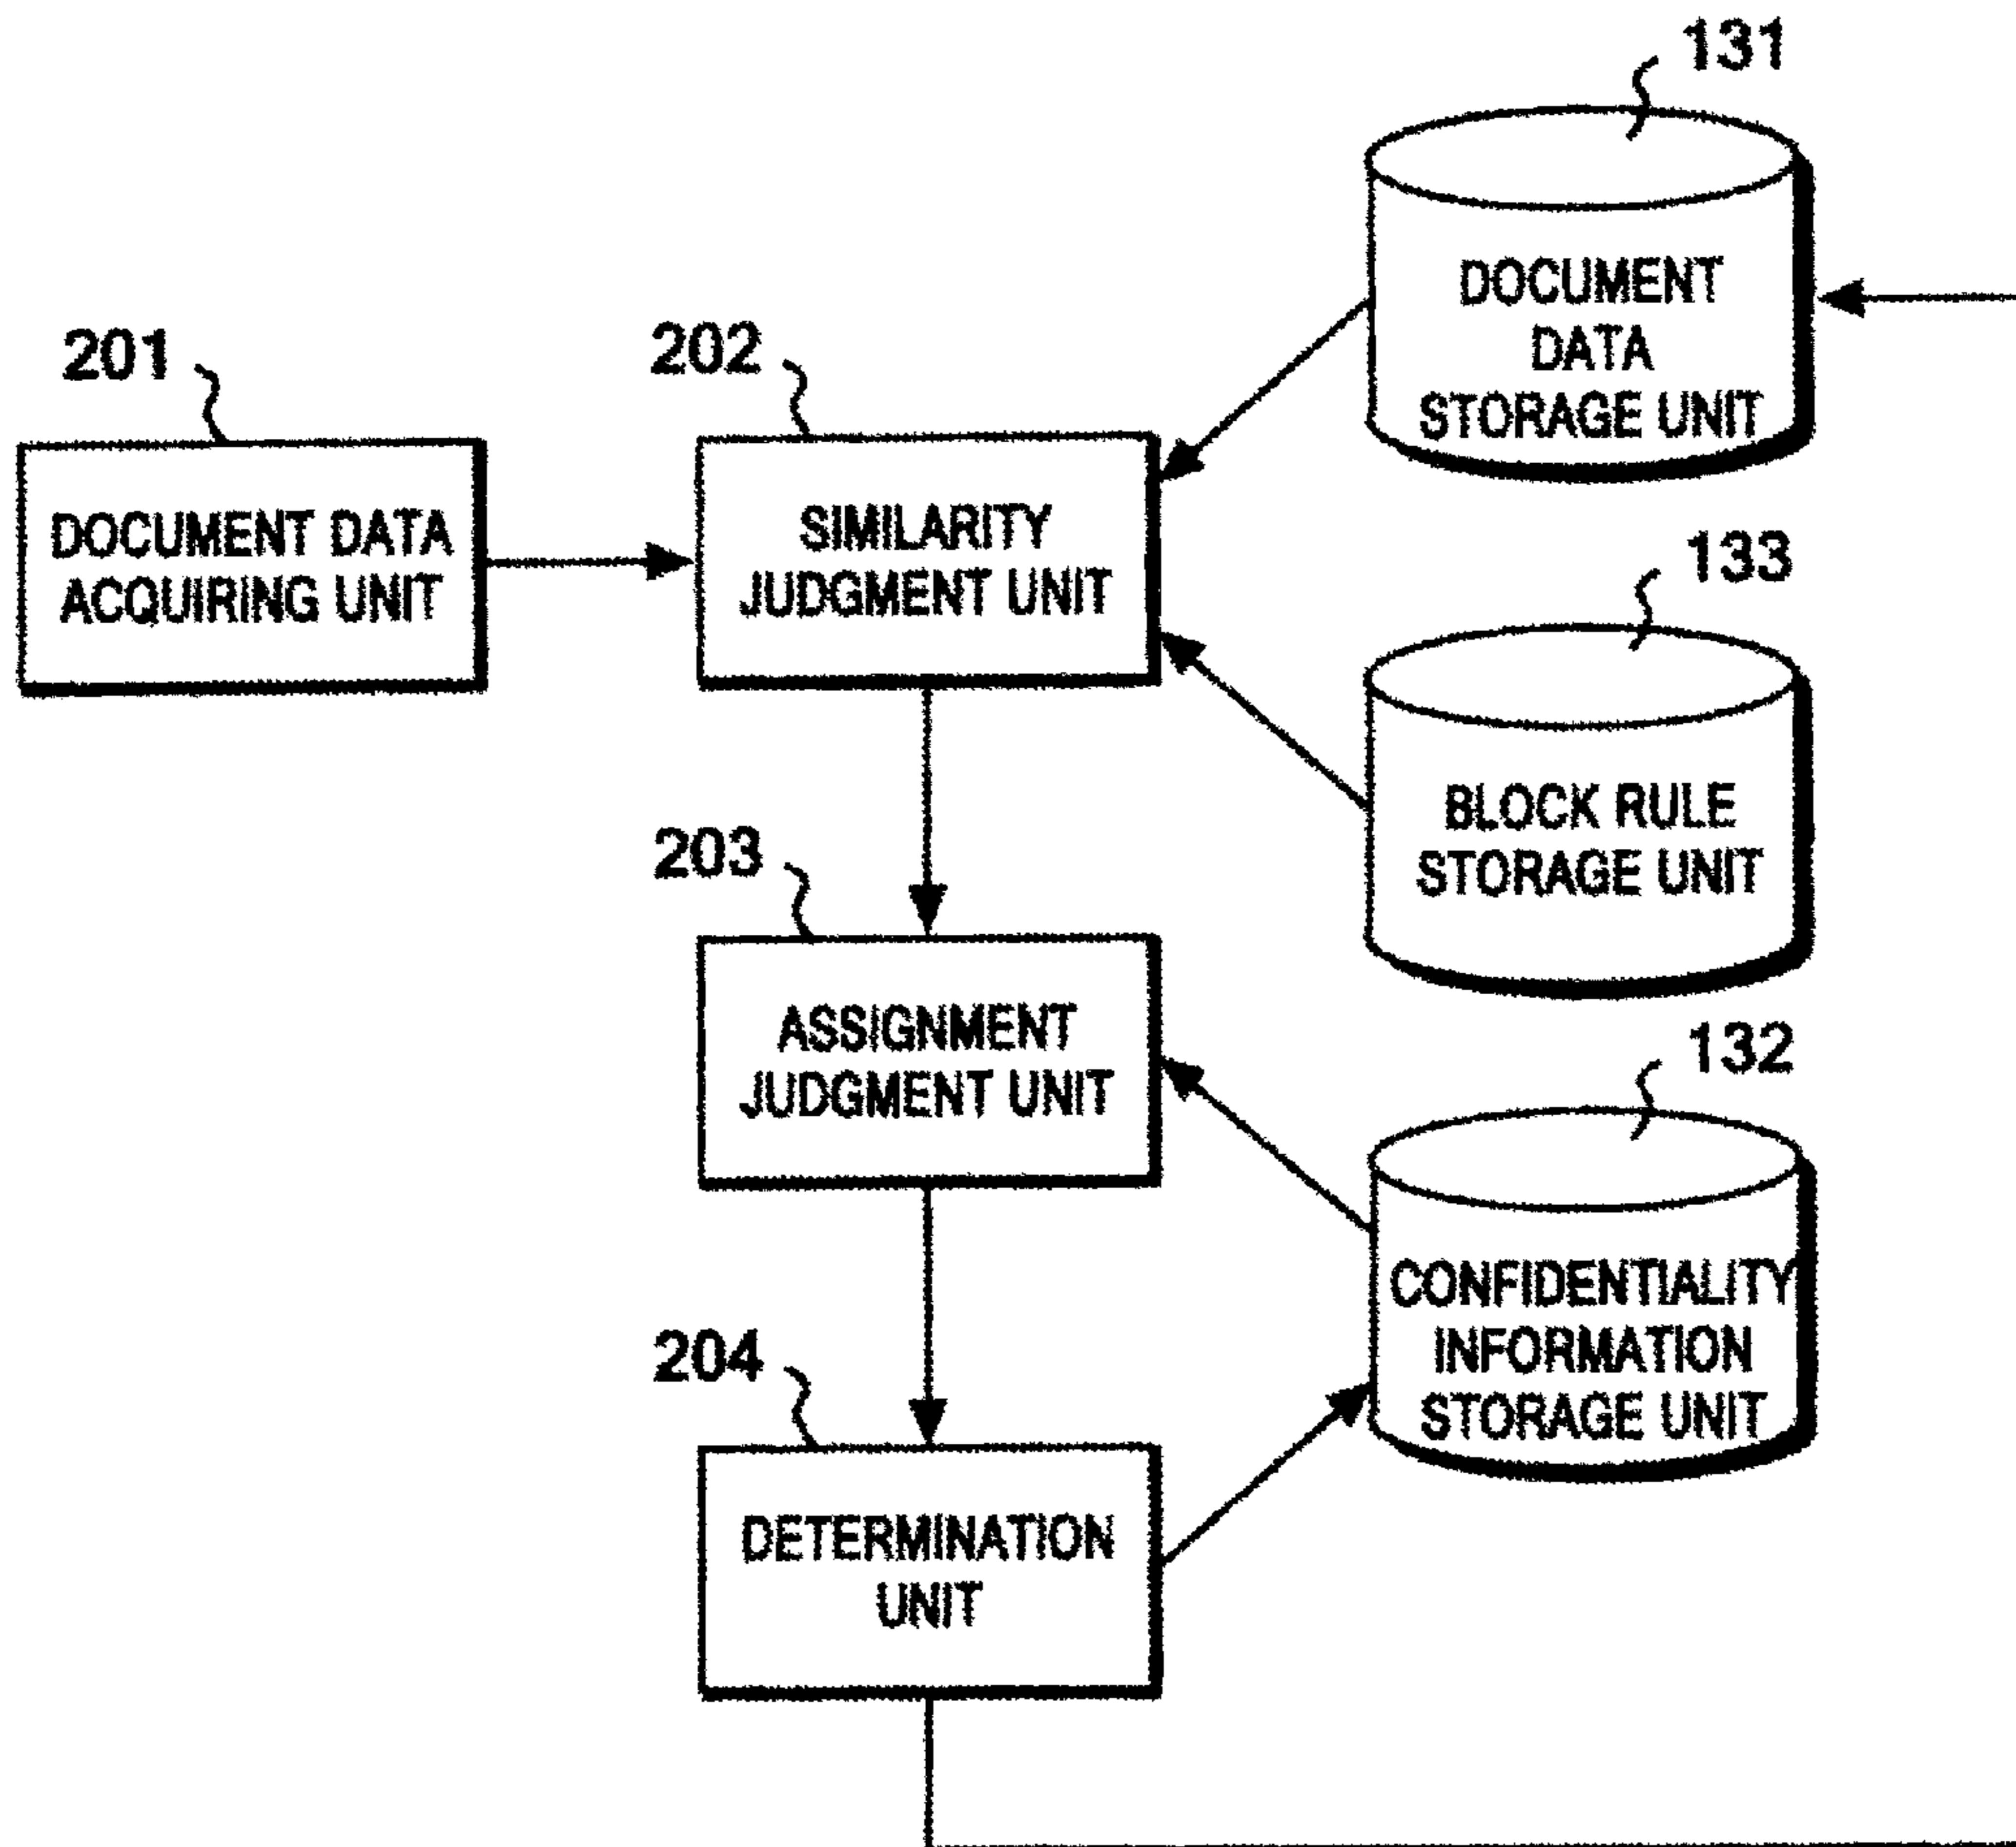 131
DOCUMENT
DATA
STORAGE UNIT
201
DOCUMENT DATA
ACQUIRING UNIT
202
SIMILARITY
JUDGMENT UNIT
133
BLOCK RULE
STORAGE UNIT
203
ASSIGNMENT
JUDGMENT UNIT
132
CONFIDENTIALITY
INFORMATION
STORAGE UNIT
204
DETERMINATION
UNIT